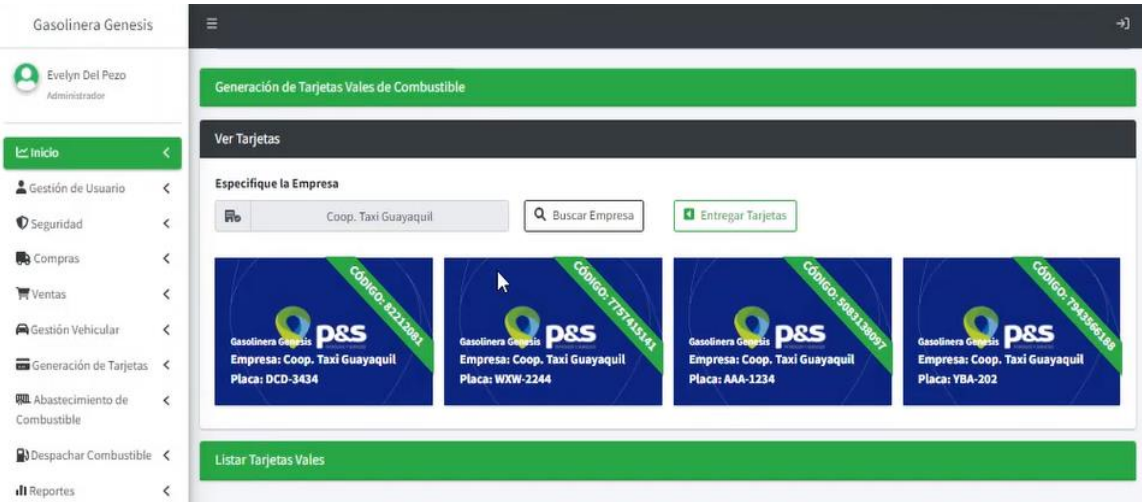 Gasolinera Genesis
Evelyn Del Pezo
Administrador
Inicio
Gestión de Usuario
Seguridad
Compras
Ventas
Gestión Vehicular
Generación de Tarjetas
Abastecimiento de
Combustible
Despachar Combustible
Reportes
Generación de Tarjetas Vales de Combustible
Ver Tarjetas
Especifique la Empresa
Coop. Taxi Guayaquil
Buscar Empresa
Entregar Tarjetas
CÓDIGO: 82212081
Gasolinera Genesis
P&S
Empresa: Coop. Taxi Guayaquil
Placa: DCD-3434
CÓDIGO: 7757415141
Gasolinera Genesis
P&S
Empresa: Coop. Taxi Guayaquil
Placa: WXW-2244
CÓDIGO: 5083138097
Gasolinera Genesis
P&S
Empresa: Coop. Taxi Guayaquil
Placa: AAA-1234
CÓDIGO: 7943566188
Gasolinera Genesis
P&S
Empresa: Coop. Taxi Guayaquil
Placa: YBA-202
Listar Tarjetas Vales